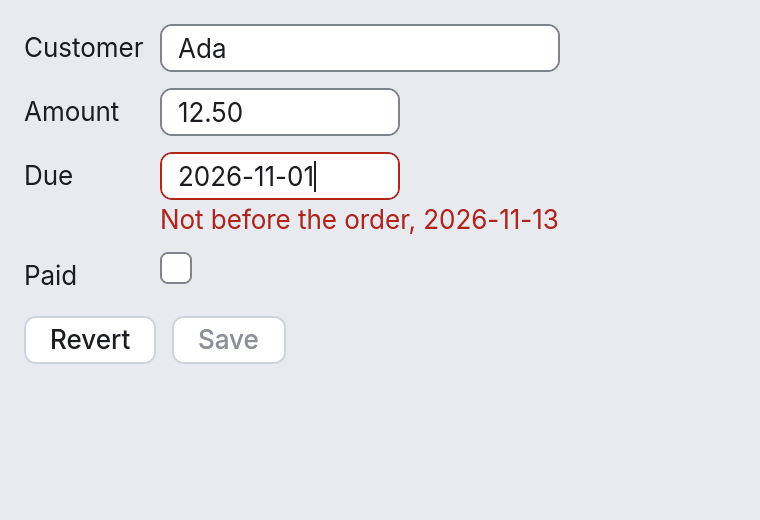 Customer Ada
Amount 12.50
Due 2026-11-01
Not before the order, 2026-11-13
Paid
Revert Save